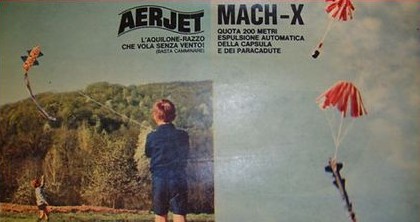 AERJET
L'AQUILONE-RAZZO
CHE VOLA SENZA VENTO!
(BASTA CAMMINARE)
MACH-X
QUOTA 200 METRI
ESPULSIONE AUTOMATICA
DELLA CAPSULA
E DEI PARACADUTE